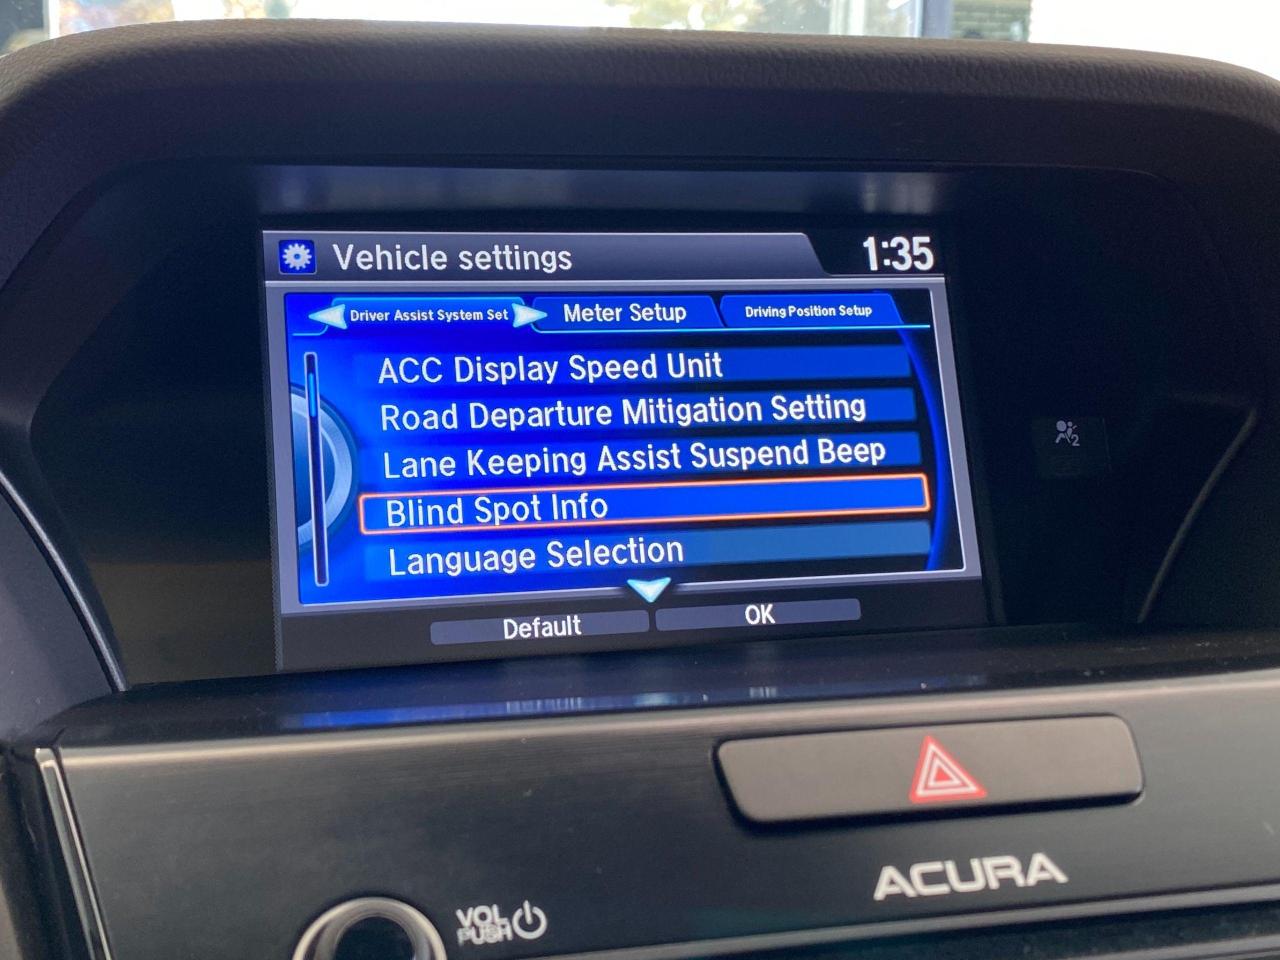 Vehicle settings
1:35
Driver Assist System Set
Meter Setup
Driving Position Setup
ACC Display Speed Unit
Road Departure Mitigation Setting
Lane Keeping Assist Suspend Beep
Blind Spot Info
Language Selection
Default
OK
2
ACURA
VOL
PUSH